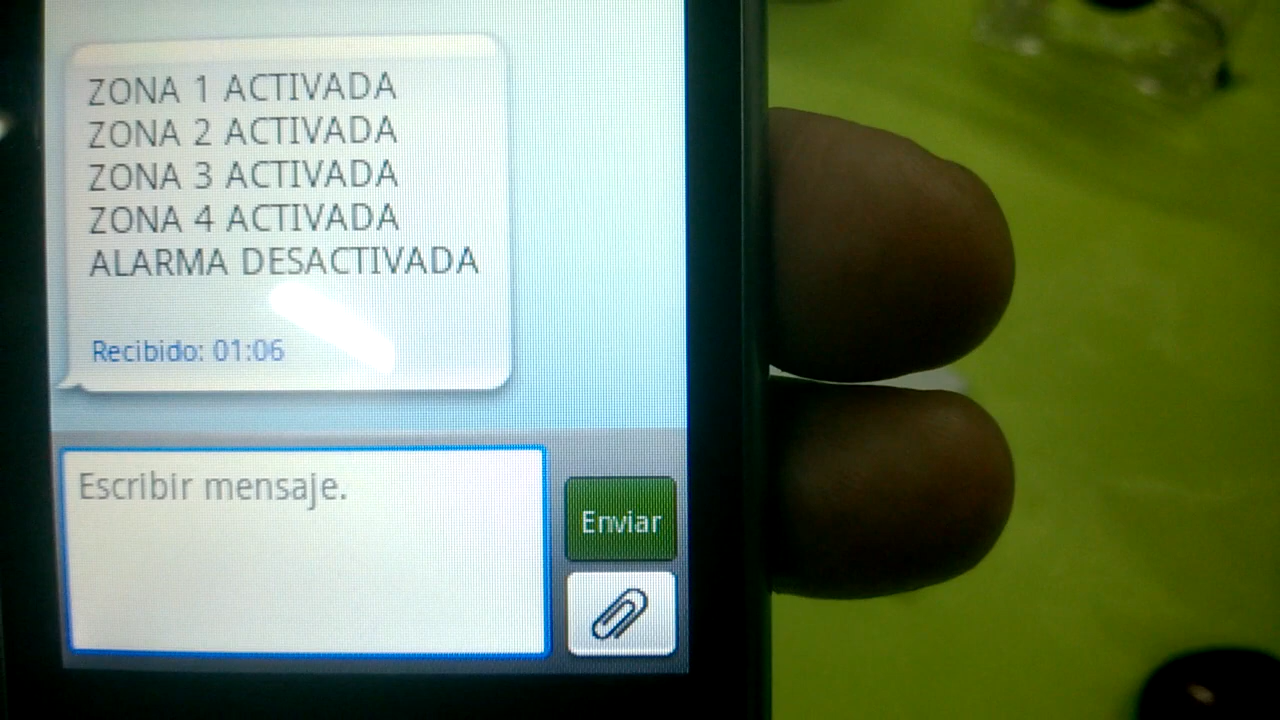 ZONA 1 ACTIVADA
ZONA 2 ACTIVADA
ZONA 3 ACTIVADA
ZONA 4 ACTIVADA
ALARMA DESACTIVADA
Recibido: 01:06
Escribir mensaje.
Enviar